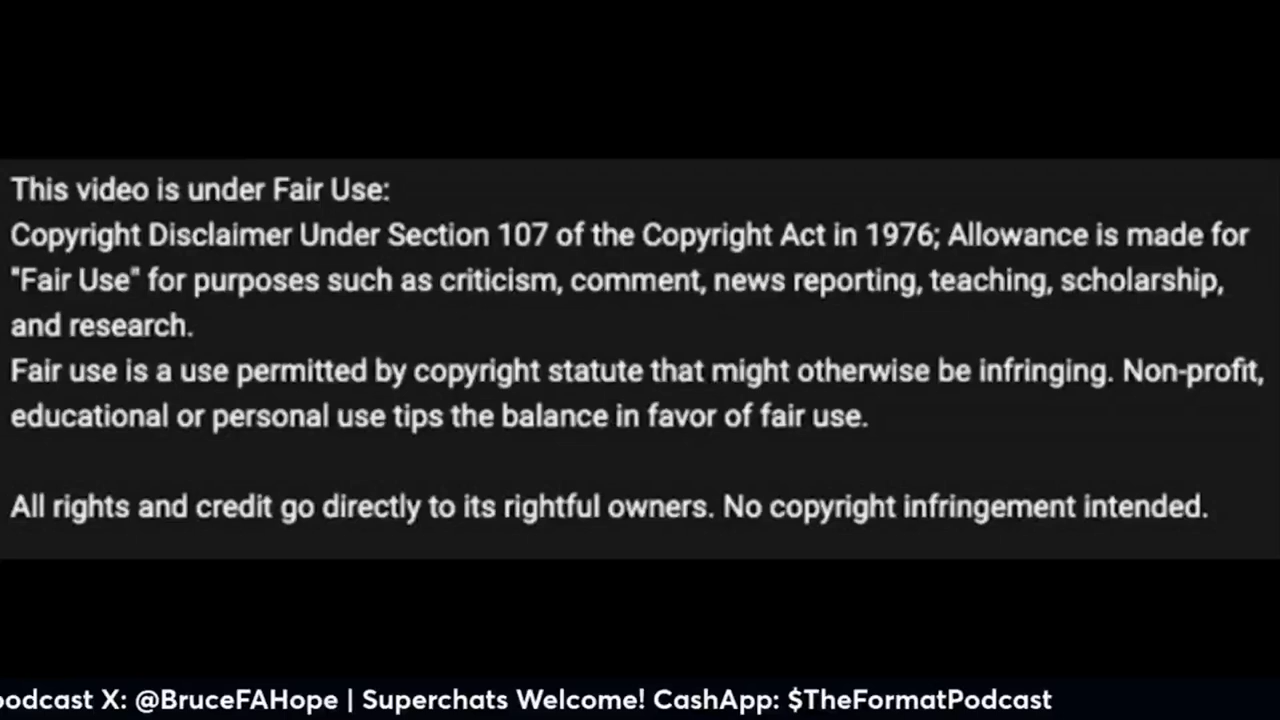 This video is under Fair Use:
Copyright Disclaimer Under Section 107 of the Copyright Act in 1976; Allowance is made for
"Fair Use" for purposes such as criticism, comment, news reporting, teaching, scholarship,
and research.
Fair use is a use permitted by copyright statute that might otherwise be infringing. Non-profit,
educational or personal use tips the balance in favor of fair use.
All rights and credit go directly to its rightful owners. No copyright infringement intended.
podcast X: @BruceFAHope | Superchats Welcome! CashApp: $TheFormatPodcast